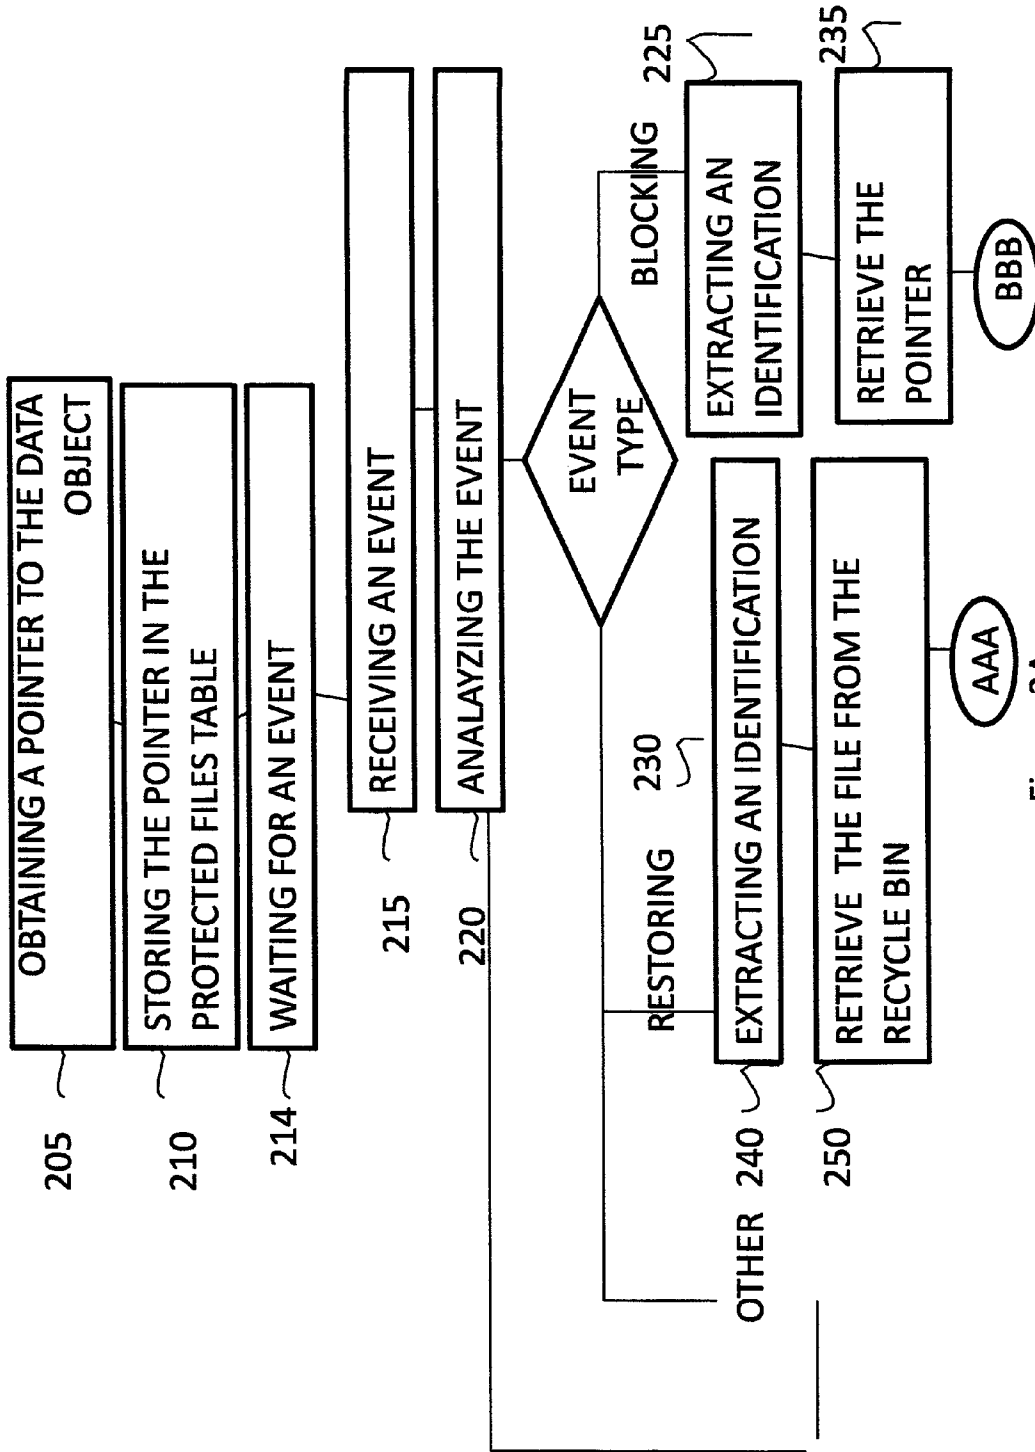 205
OBTAINING A POINTER TO THE DATA
OBJECT
210
STORING THE POINTER IN THE
PROTECTED FILES TABLE
214
WAITING FOR AN EVENT
215
RECEIVING AN EVENT
220
ANALAYZING THE EVENT
EVENT
TYPE
BLOCKING
225
EXTRACTING AN
IDENTIFICATION
235
RETRIEVE THE
POINTER
BBB
RESTORING
230
240
EXTRACTING AN IDENTIFICATION
250
RETRIEVE THE FILE FROM THE
RECYCLE BIN
AAA
OTHER